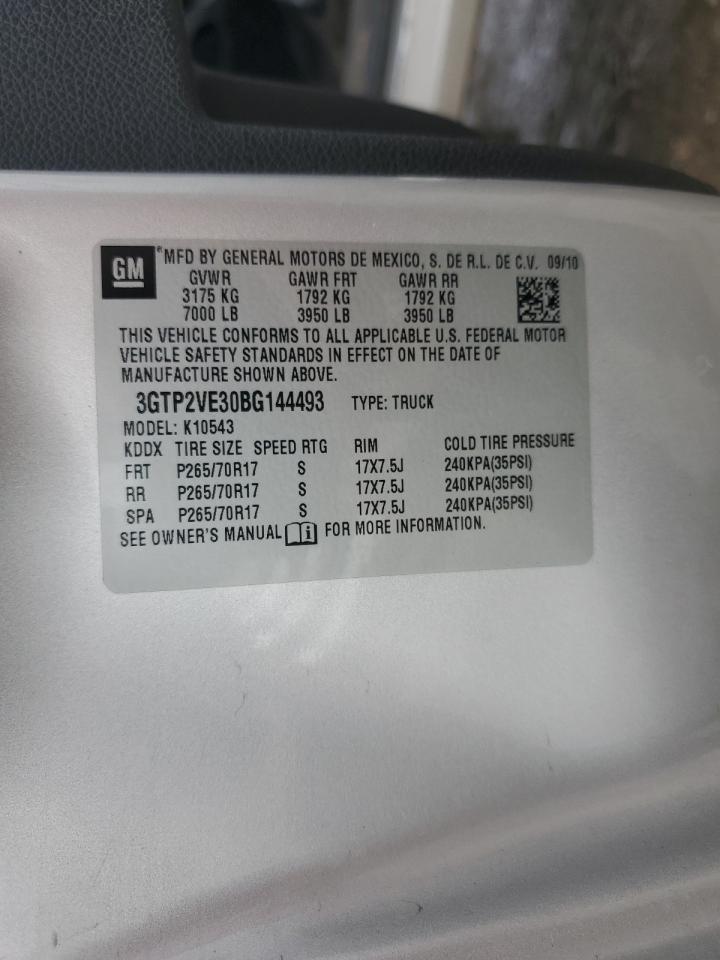 GM
*MFD BY GENERAL MOTORS DE MEXICO, S. DE R.L. DE C.V. 09/10
GVWR GAWR FRT GAWR RR
3175 KG 1792 KG 1792 KG
7000 LB 3950 LB 3950 LB
THIS VEHICLE CONFORMS TO ALL APPLICABLE U.S. FEDERAL MOTOR
VEHICLE SAFETY STANDARDS IN EFFECT ON THE DATE OF
MANUFACTURE SHOWN ABOVE.
3GTP2VE30BG144493 TYPE: TRUCK
MODEL: K10543
KDDX TIRE SIZE SPEED RTG RIM COLD TIRE PRESSURE
FRT P265/70R17 S 17X7.5J 240KPA(35PSI)
RR P265/70R17 S 17X7.5J 240KPA(35PSI)
SPA P265/70R17 S 17X7.5J 240KPA(35PSI)
SEE OWNER'S MANUAL i FOR MORE INFORMATION.